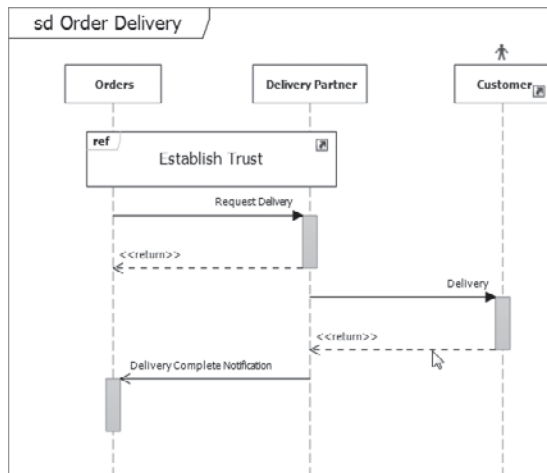 sd Order Delivery
Orders
Delivery Partner
Customer
ref
Establish Trust
Request Delivery
<<return>>
Delivery
<<return>>
Delivery Complete Notification